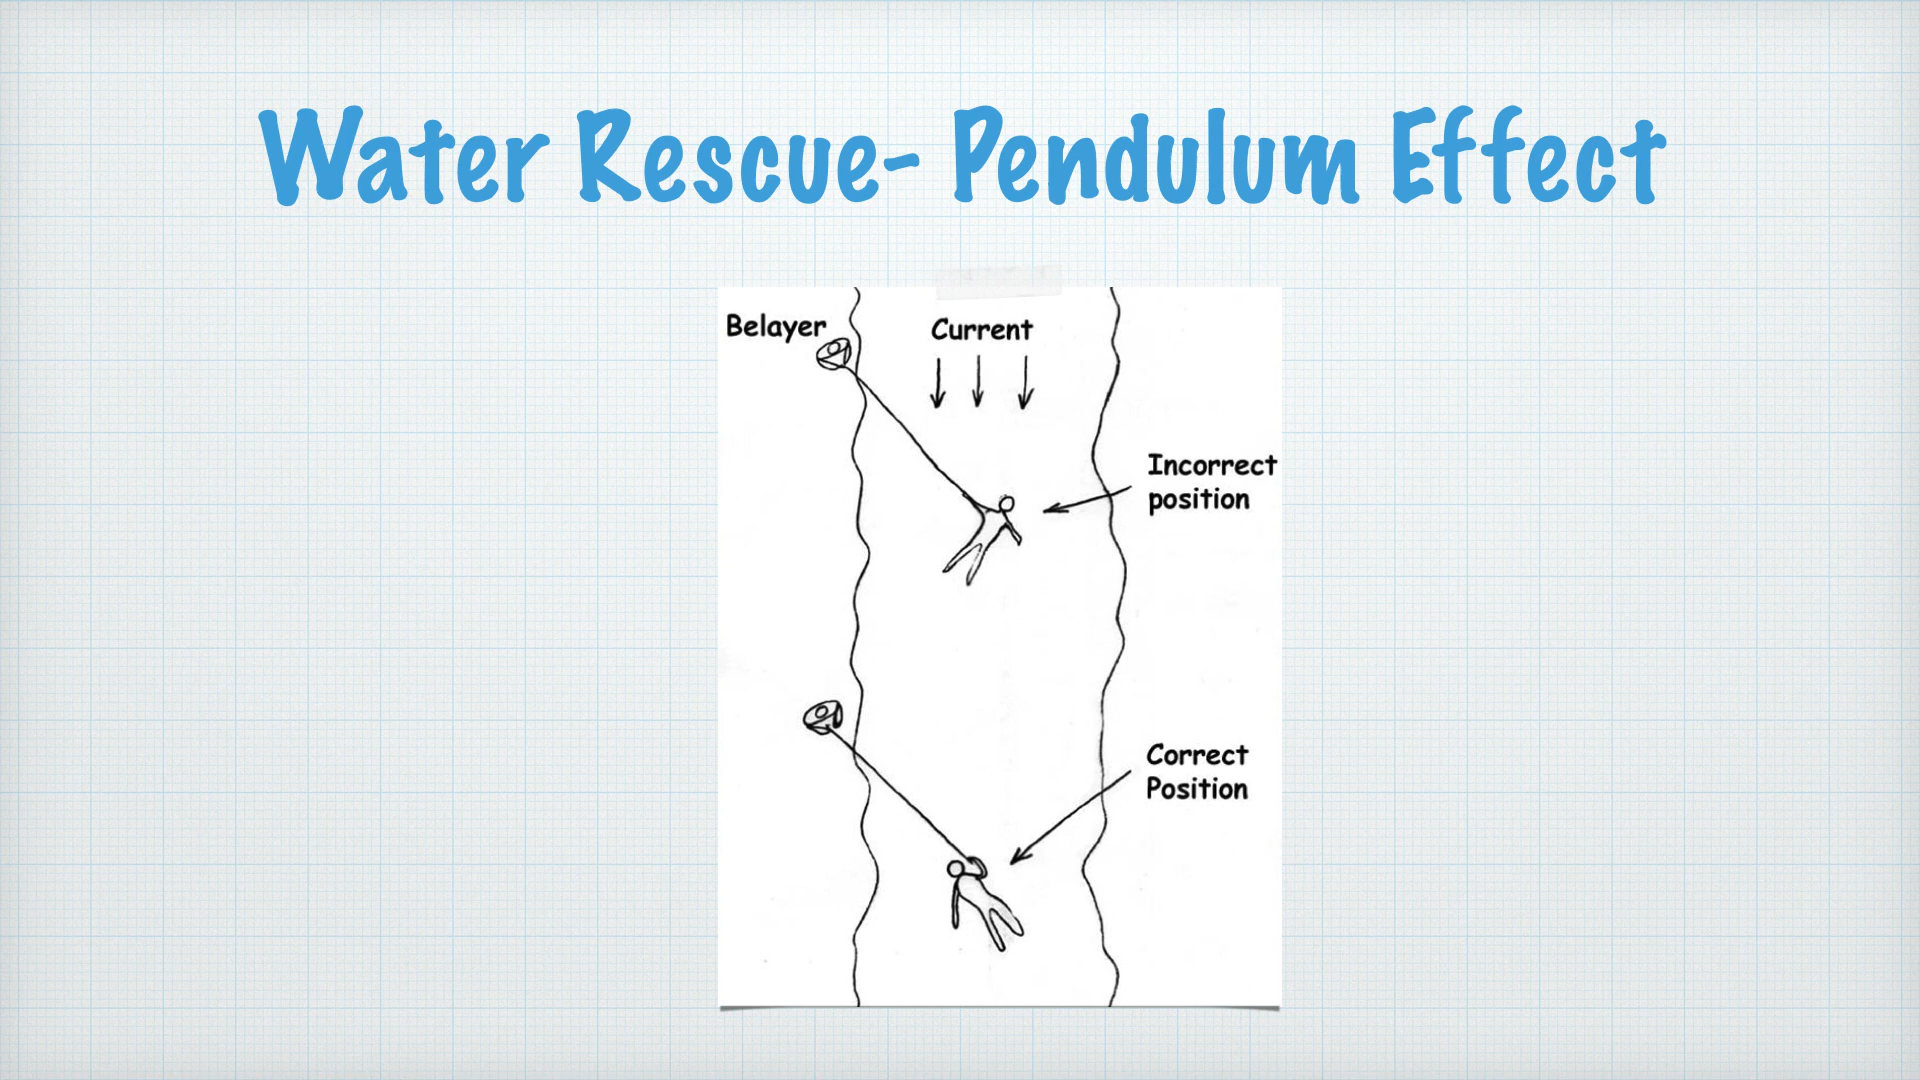 Water Rescue- Pendulum Effect
Belayer
Current
Incorrect
position
Correct
Position